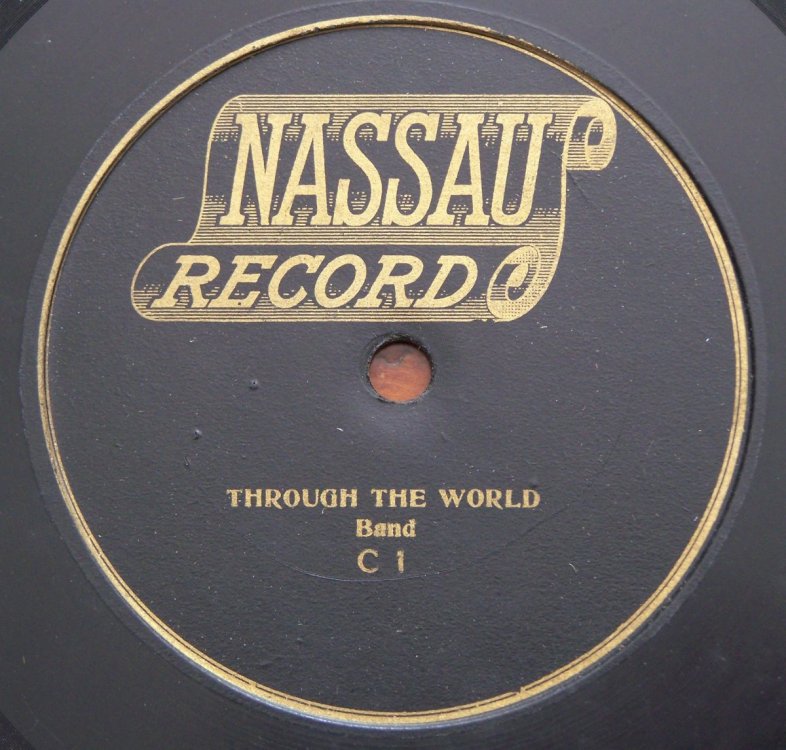 NASSAU
RECORD
THROUGH THE WORLD
Band
C 1